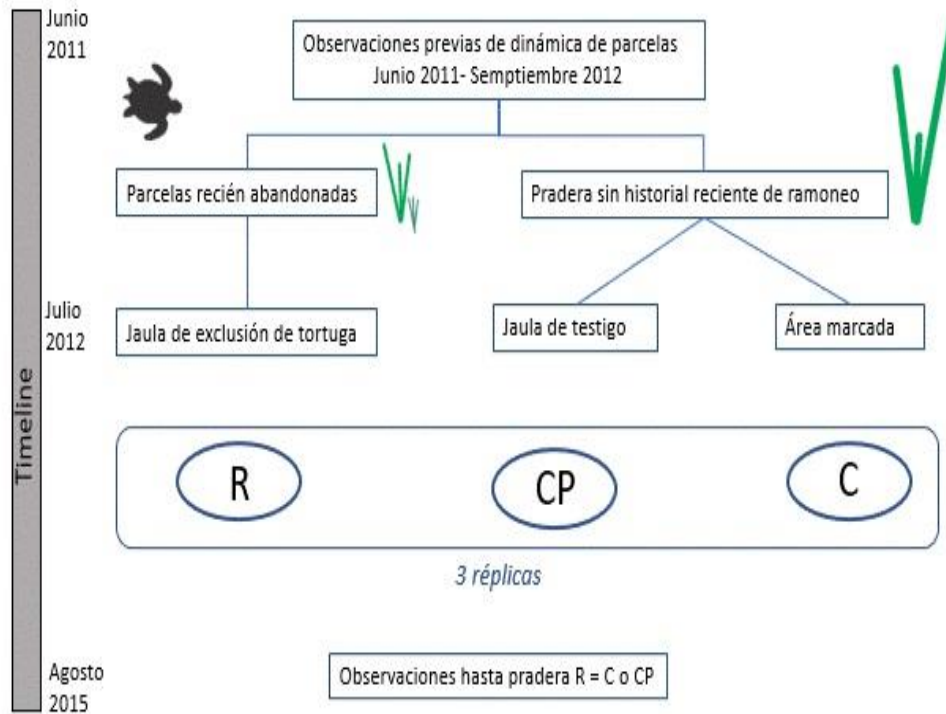 Junio
2011
Observaciones previas de dinámica de parcelas
Junio 2011- Semptiembre 2012
Parcelas recién abandonadas
Pradera sin historial reciente de ramoneo
Julio
2012
Jaula de exclusión de tortuga
Jaula de testigo
Área marcada
Timeline
R
CP
C
3 réplicas
Agosto
2015
Observaciones hasta pradera R = C o CP